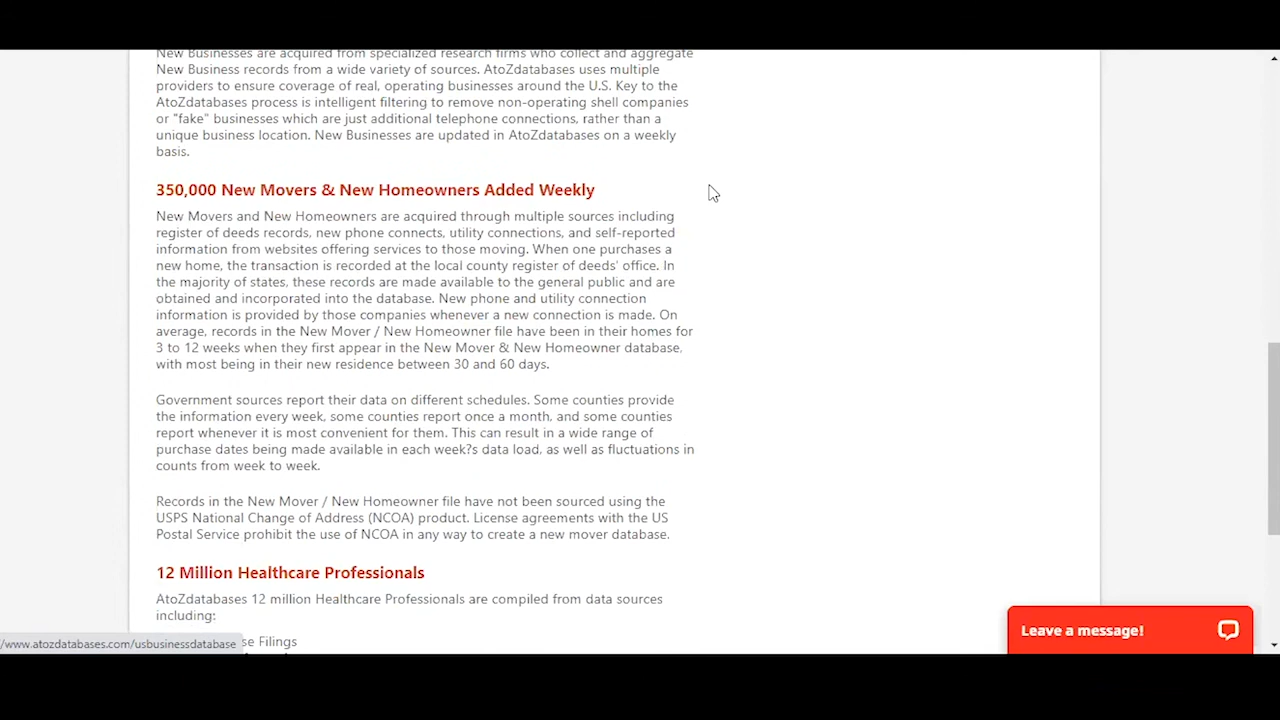 New Businesses are acquired from specialized research firms who collect and aggregate
New Business records from a wide variety of sources. AtoZdatabases uses multiple
providers to ensure coverage of real, operating businesses around the U.S. Key to the
AtoZdatabases process is intelligent filtering to remove non-operating shell companies
or "fake" businesses which are just additional telephone connections, rather than a
unique business location. New Businesses are updated in AtoZdatabases on a weekly
basis.
350,000 New Movers & New Homeowners Added Weekly
New Movers and New Homeowners are acquired through multiple sources including
register of deeds records, new phone connects, utility connections, and self-reported
information from websites offering services to those moving. When one purchases a
new home, the transaction is recorded at the local county register of deeds' office. In
the majority of states, these records are made available to the general public and are
obtained and incorporated into the database. New phone and utility connection
information is provided by those companies whenever a new connection is made. On
average, records in the New Mover / New Homeowner file have been in their homes for
3 to 12 weeks when they first appear in the New Mover & New Homeowner database,
with most being in their new residence between 30 and 60 days.
Government sources report their data on different schedules. Some counties provide
the information every week, some counties report once a month, and some counties
report whenever it is most convenient for them. This can result in a wide range of
purchase dates being made available in each week?s data load, as well as fluctuations in
counts from week to week.
Records in the New Mover / New Homeowner file have not been sourced using the
USPS National Change of Address (NCOA) product. License agreements with the US
Postal Service prohibit the use of NCOA in any way to create a new mover database.
12 Million Healthcare Professionals
AtoZdatabases 12 million Healthcare Professionals are compiled from data sources
including:
se Filings
/www.atozdatabases.com/usbusinessdatabase
Leave a message!